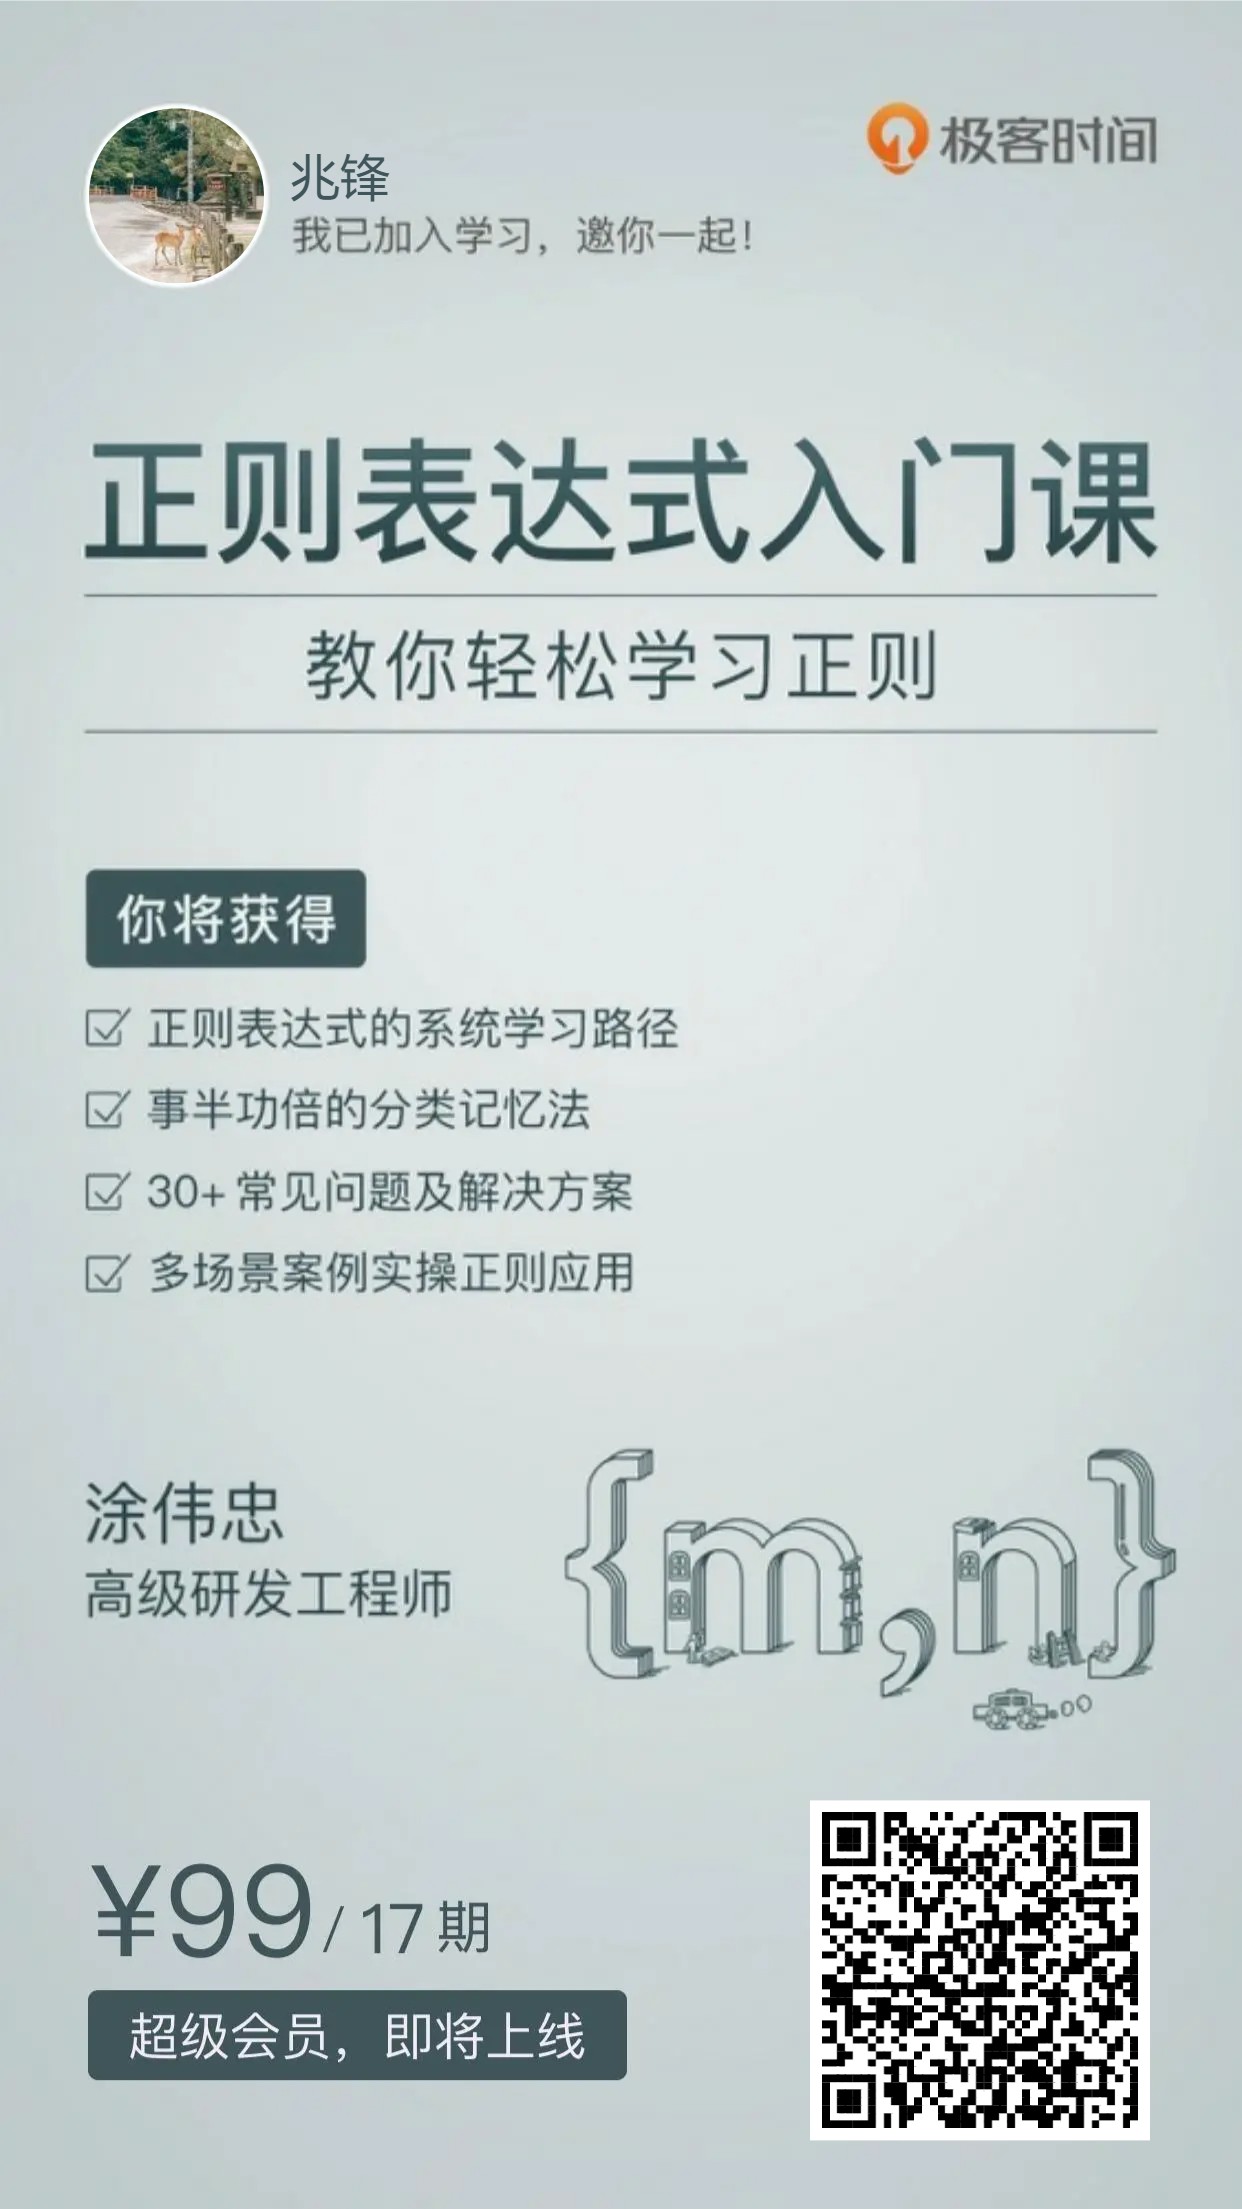 兆锋
极客时间
我已加入学习，邀你一起！
正则表达式入门课
教你轻松学习正则
你将获得
正则表达式的系统学习路径
事半功倍的分类记忆法
30+ 常见问题及解决方案
多场景案例实操正则应用
涂伟忠
高级研发工程师
{m,n}
¥99 / 17 期
超级会员，即将上线